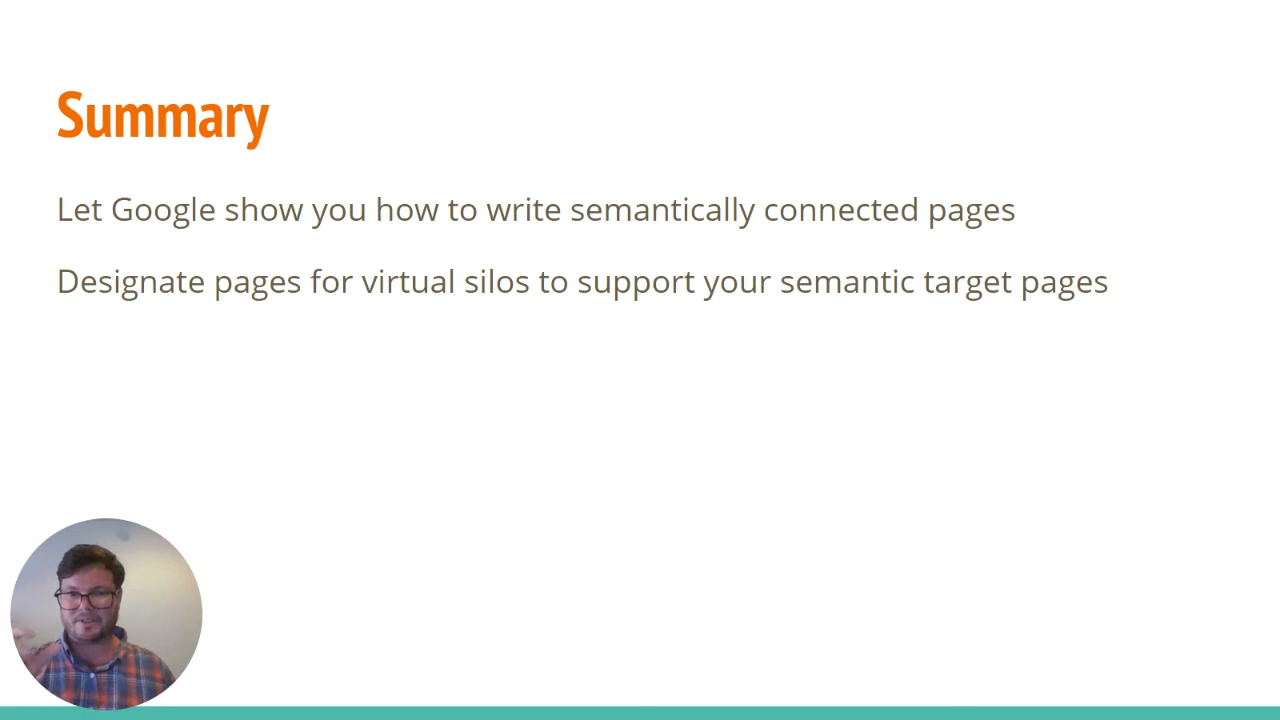 Summary
Let Google show you how to write semantically connected pages
Designate pages for virtual silos to support your semantic target pages